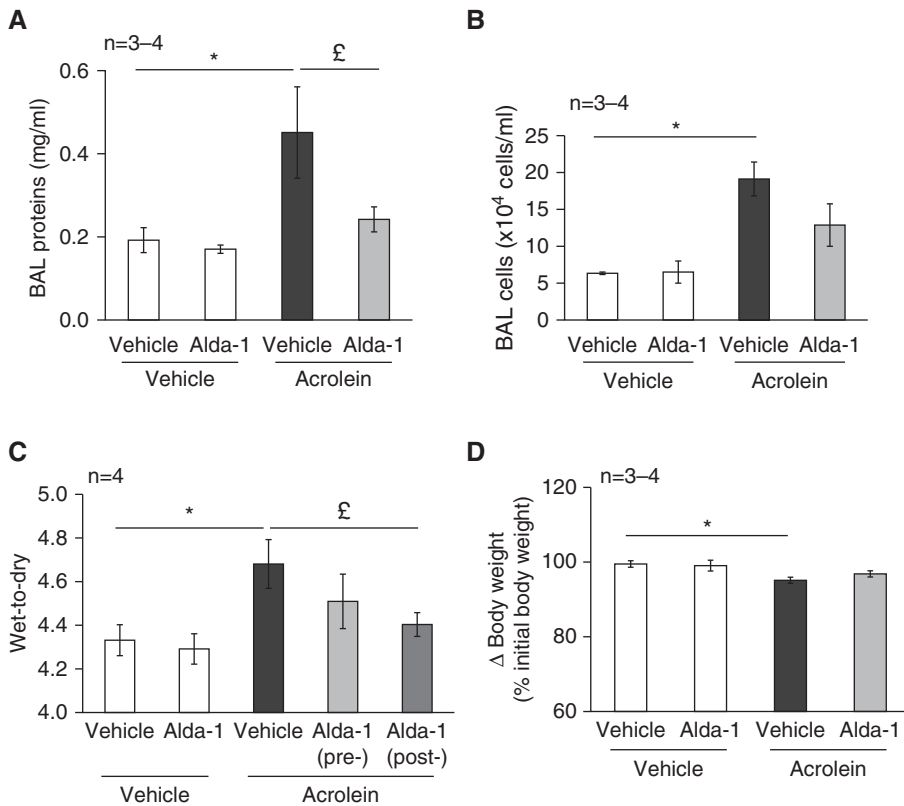 A
n=3–4
* £
BAL proteins (mg/ml)
0.6
0.4
0.2
0.0
Vehicle Alda-1 Vehicle Alda-1
Vehicle Acrolein
B
n=3–4
*
BAL cells (x10⁴ cells/ml)
25
20
15
10
5
0
Vehicle Alda-1 Vehicle Alda-1
Vehicle Acrolein
C
n=4
* £
Wet-to-dry
5.0
4.8
4.6
4.4
4.2
4.0
Vehicle Alda-1 Vehicle Alda-1 Alda-1
(pre-) (post-)
Vehicle Acrolein
D
n=3–4
*
Δ Body weight
(% initial body weight)
120
100
80
60
Vehicle Alda-1 Vehicle Alda-1
Vehicle Acrolein